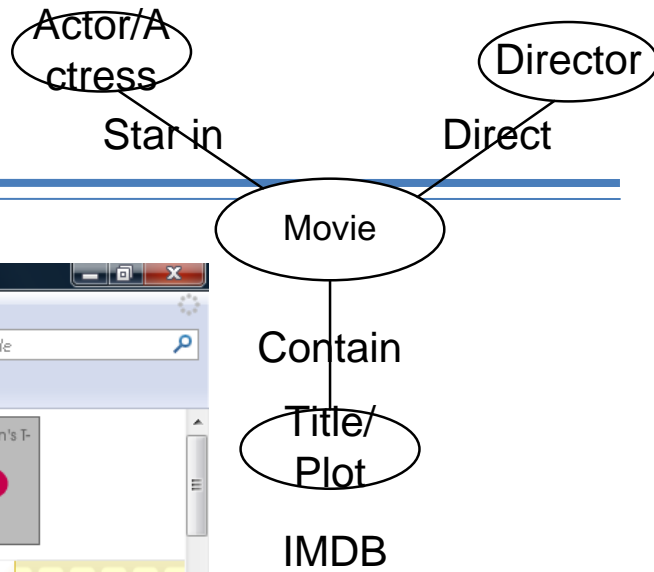 Actor/A
ctress
Director
Star in
Direct
Movie
Contain
Title/
Plot
n's T-
IMDB